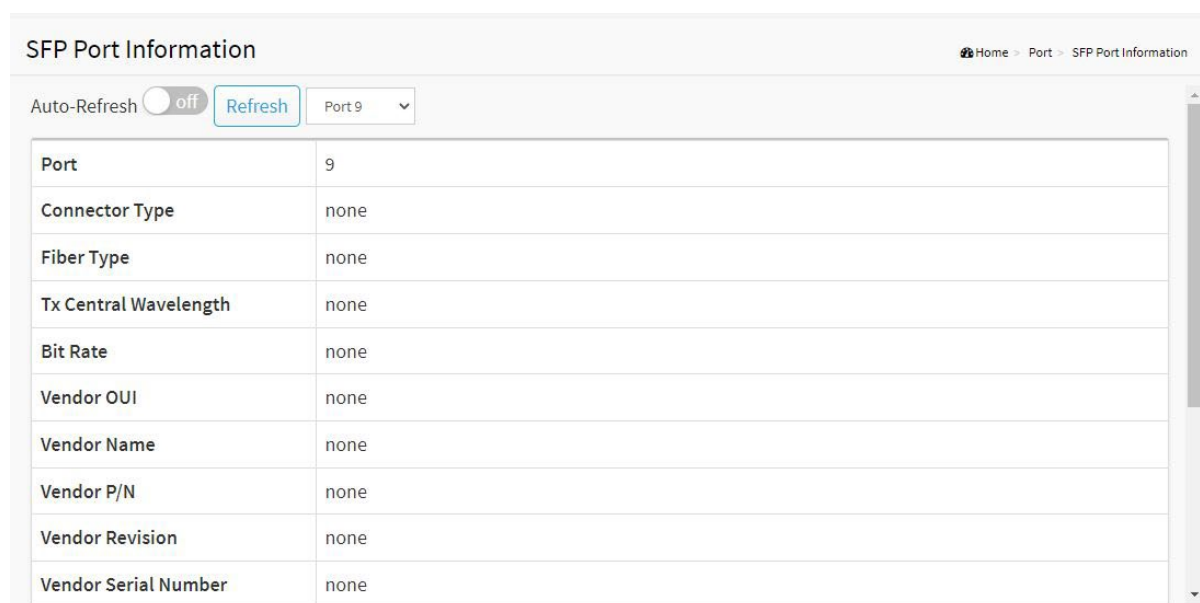 SFP Port Information
Home > Port > SFP Port Information
Auto-Refresh off Refresh Port 9
Port 9
Connector Type none
Fiber Type none
Tx Central Wavelength none
Bit Rate none
Vendor OUI none
Vendor Name none
Vendor P/N none
Vendor Revision none
Vendor Serial Number none